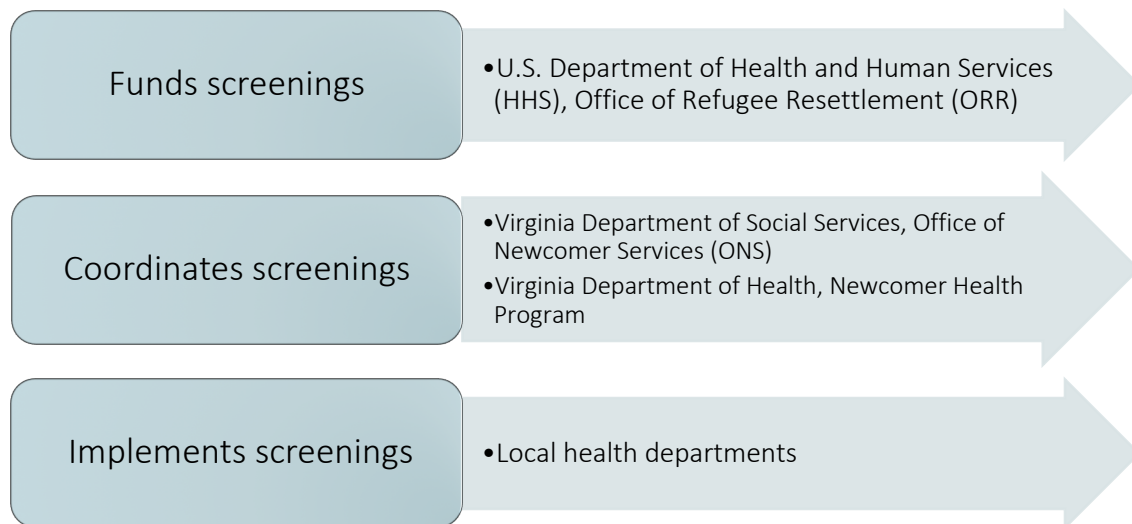 Funds screenings
•U.S. Department of Health and Human Services
(HHS), Office of Refugee Resettlement (ORR)
Coordinates screenings
•Virginia Department of Social Services, Office of
Newcomer Services (ONS)
•Virginia Department of Health, Newcomer Health
Program
Implements screenings
•Local health departments